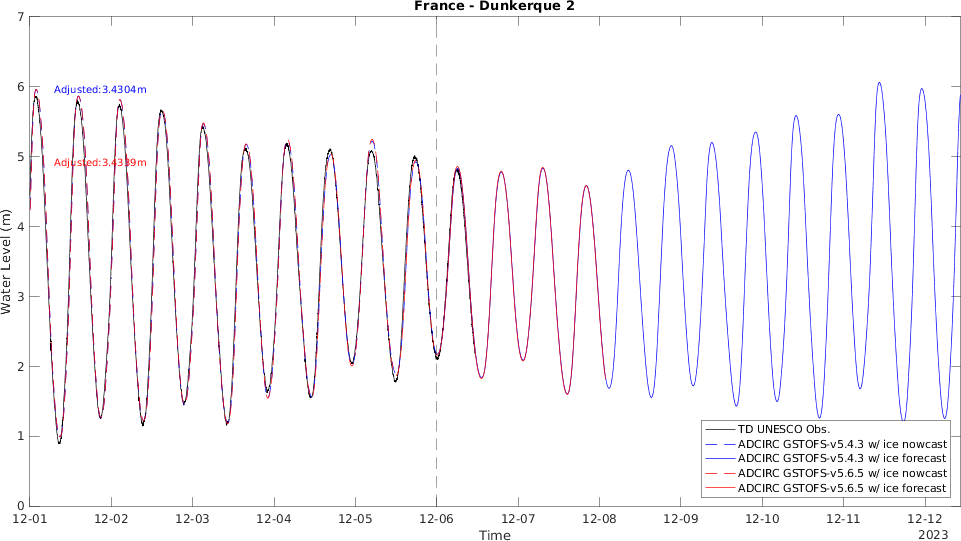 France - Dunkerque 2
7
6
5
4
3
2
1
0
Water Level (m)
Adjusted:3.4304m
Adjusted:3.4339m
TD UNESCO Obs.
ADCIRC GSTOFS-v5.4.3 w/ ice nowcast
ADCIRC GSTOFS-v5.4.3 w/ ice forecast
ADCIRC GSTOFS-v5.6.5 w/ ice nowcast
ADCIRC GSTOFS-v5.6.5 w/ ice forecast
12-01 12-02 12-03 12-04 12-05 12-06 12-07 12-08 12-09 12-10 12-11 12-12
Time
2023